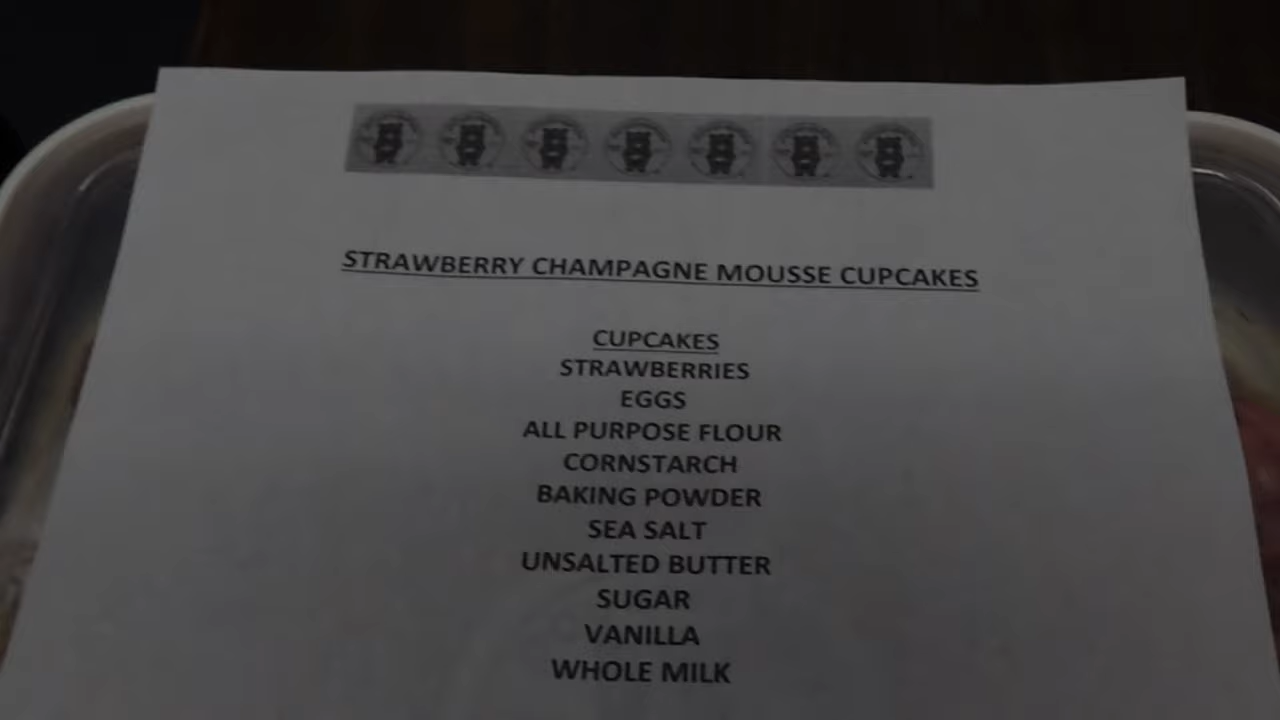 STRAWBERRY CHAMPAGNE MOUSSE CUPCAKES
CUPCAKES
STRAWBERRIES
EGGS
ALL PURPOSE FLOUR
CORNSTARCH
BAKING POWDER
SEA SALT
UNSALTED BUTTER
SUGAR
VANILLA
WHOLE MILK